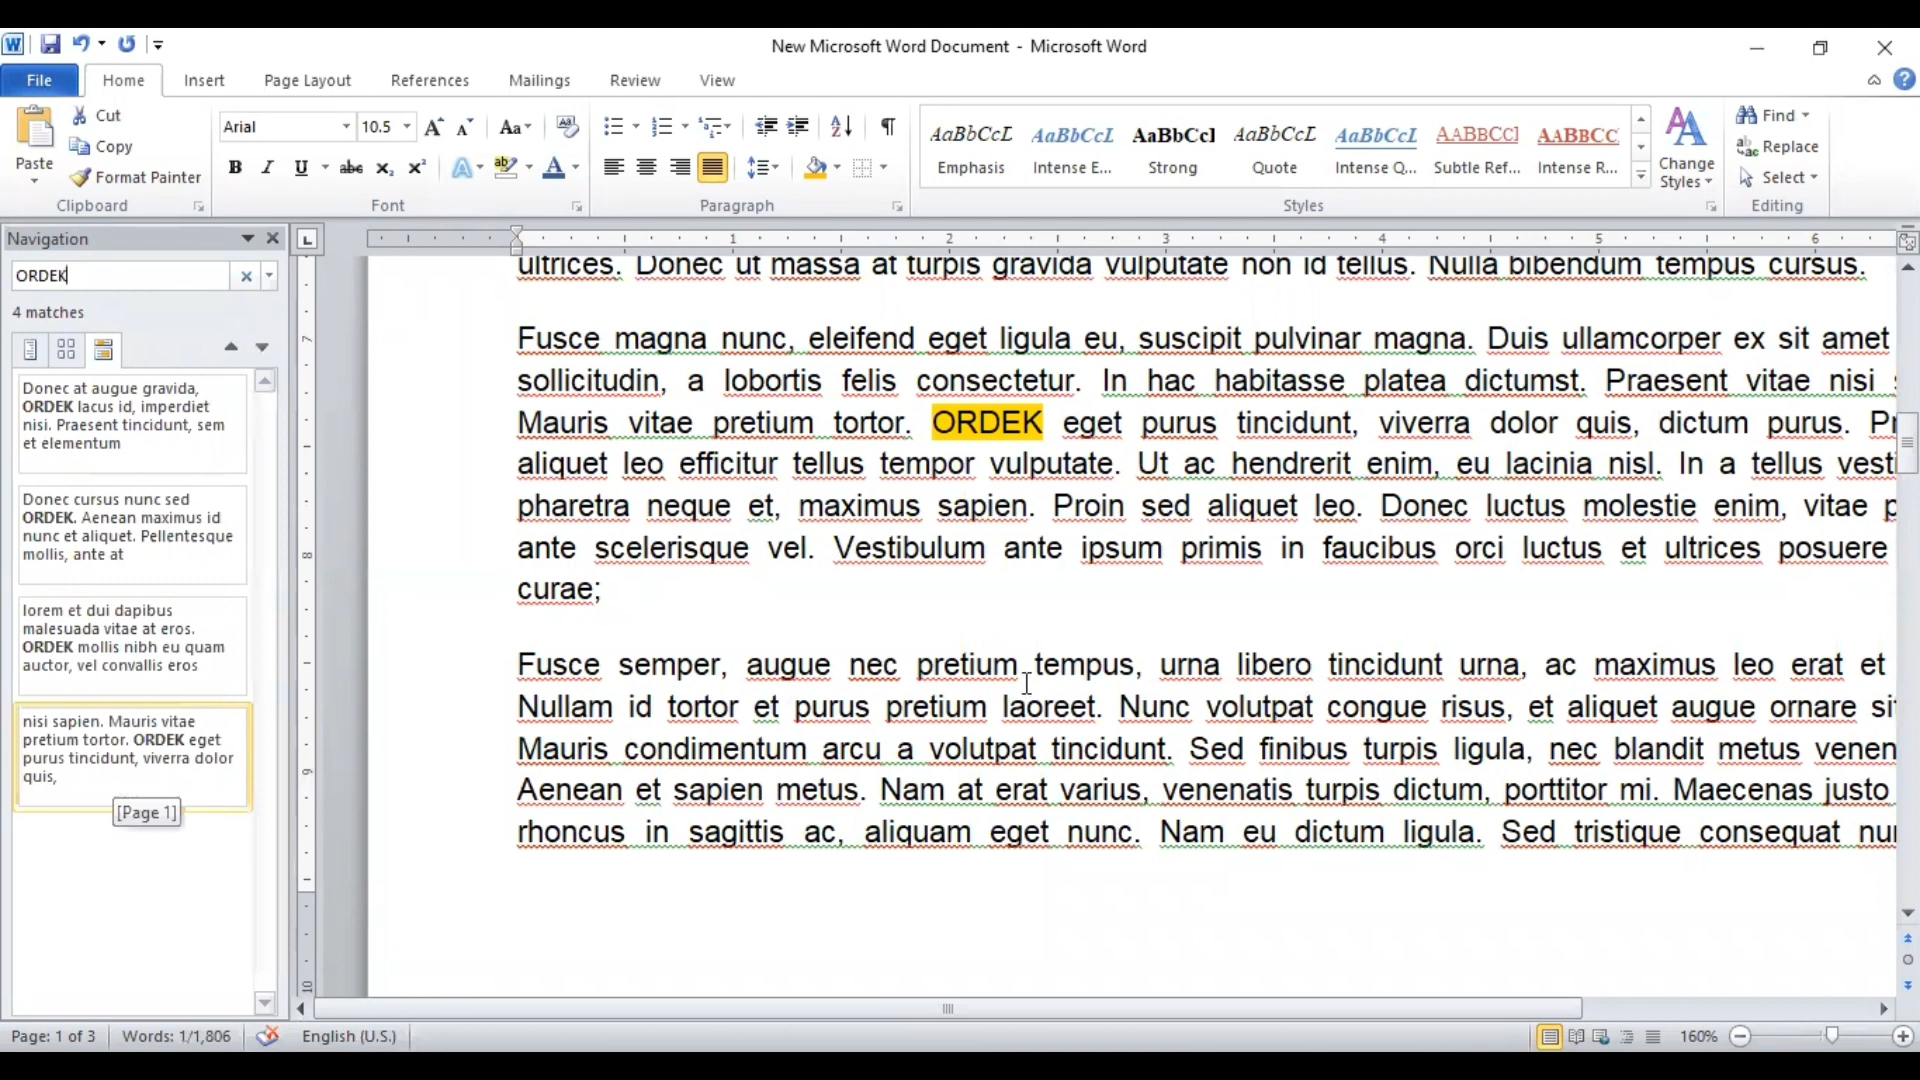 New Microsoft Word Document - Microsoft Word
File Home Insert Page Layout References Mailings Review View
Paste
Cut
Copy
Format Painter
Clipboard
Arial 10.5
Font
Paragraph
AaBbCcL AaBbCcL AaBbCcI AaBbCcL AaBbCcL AABBCCI AABBCC
Emphasis Intense E... Strong Quote Intense Q... Subtle Ref... Intense R...
Styles
Change
Styles
Find
Replace
Select
Editing
Navigation
ORDEK
4 matches
Donec at augue gravida,
ORDEK lacus id, imperdiet
nisi. Praesent tincidunt, sem
et elementum
Donec cursus nunc sed
ORDEK. Aenean maximus id
nunc et aliquet. Pellentesque
mollis, ante at
lorem et dui dapibus
malesuada vitae at eros.
ORDEK mollis nibh eu quam
auctor, vel convallis eros
nisi sapien. Mauris vitae
pretium tortor. ORDEK eget
purus tincidunt, viverra dolor
quis,
[Page 1]
1 2 3 4 5 6
7
8
9
10
ultrices. Donec ut massa at turpis gravida vulputate non id tellus. Nulla bibendum tempus cursus.
Fusce magna nunc, eleifend eget ligula eu, suscipit pulvinar magna. Duis ullamcorper ex sit amet
sollicitudin, a lobortis felis consectetur. In hac habitasse platea dictumst. Praesent vitae nisi
Mauris vitae pretium tortor. ORDEK eget purus tincidunt, viverra dolor quis, dictum purus.
aliquet leo efficitur tellus tempor vulputate. Ut ac hendrerit enim, eu lacinia nisl. In a tellus vesti
pharetra neque et, maximus sapien. Proin sed aliquet leo. Donec luctus molestie enim, vitae p
ante scelerisque vel. Vestibulum ante ipsum primis in faucibus orci luctus et ultrices posuere
curae;
Fusce semper, augue nec pretium tempus, urna libero tincidunt urna, ac maximus leo erat et
Nullam id tortor et purus pretium laoreet. Nunc volutpat congue risus, et aliquet augue ornare sit
Mauris condimentum arcu a volutpat tincidunt. Sed finibus turpis ligula, nec blandit metus venen
Aenean et sapien metus. Nam at erat varius, venenatis turpis dictum, porttitor mi. Maecenas justo
rhoncus in sagittis ac, aliquam eget nunc. Nam eu dictum ligula. Sed tristique consequat nu
Page: 1 of 3 Words: 1/1,806 English (U.S.) 160%